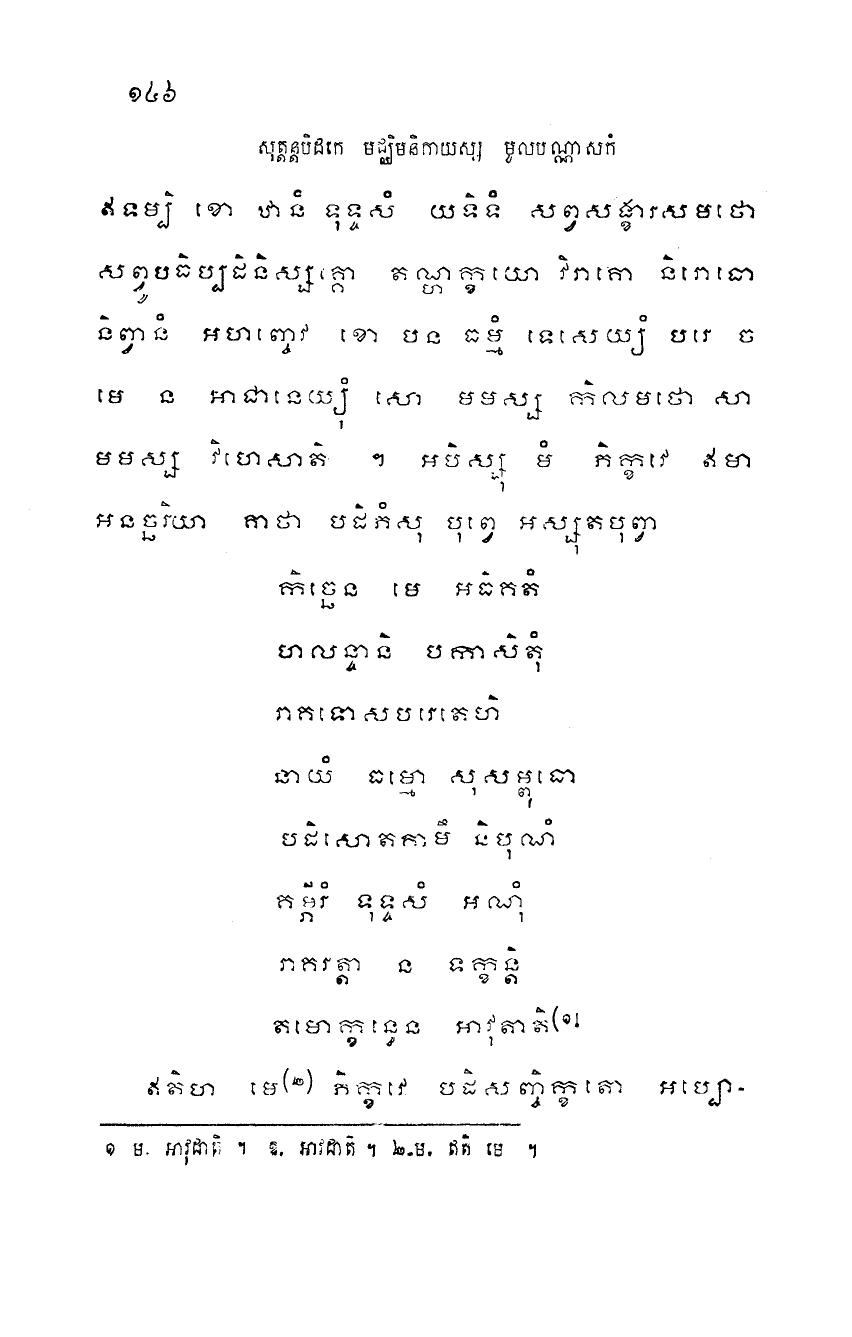 ១៤៦
សុត្តន្តបិដកេ មជ្ឈិមនិកាយស្ស មូលបណ្ណាសកំ
ឥទម្បិ ខោ ឋានំ ទុទ្ទសំ យទិទំ សព្វសង្ខារសមថោ
សព្វូបធិប្បដិនិស្សគ្គោ តណ្ហក្ខយោ វិរាគោ និរោធោ
និព្វានំ អហញ្ចេវ ខោ បន ធម្មំ ទេសេយ្យំ បរេ ច
មេ ន អាជានេយ្យុំ សោ មមស្ស កិលមថោ សា
មមស្ស វិហេសាតិ ។ អបិស្សុ មំ ភិក្ខវេ ឥមា
អនច្ឆរិយា គាថា បដិភំសុ បុព្វេ អស្សុតបុព្វា
កិច្ឆេន មេ អធិគតំ
ហលន្ទានិ បកាសិតុំ
រាគទោសបរេតេហិ
នាយំ ធម្មោ សុសម្ពុធោ
បដិសោតគាមឹ និបុណំ
គម្ភីរំ ទុទ្ទសំ អណុំ
រាគរត្តា ន ទក្ខន្តិ
តមោក្ខន្ធេន អាវុតាតិ(១)
ឥតិហ មេ(២) ភិក្ខវេ បដិសញ្ចិក្ខតោ អប្បោ-
១ ម. អាវុដាតិ ។ ឱ. អាវដាតិ ។ ២.ម. ឥតិ មេ ។